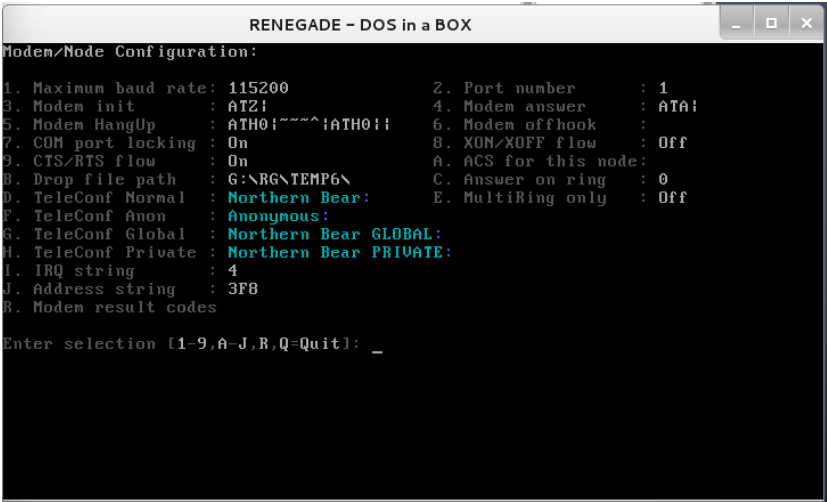 RENEGADE - DOS in a BOX
Modem/Node Configuration:
1. Maximum baud rate: 115200 2. Port number : 1
3. Modem init : ATZ| 4. Modem answer : ATA|
5. Modem HangUp : ATH0|~~~^|ATH0|| 6. Modem offhook :
7. COM port locking : On 8. XON/XOFF flow : Off
9. CTS/RTS flow : On A. ACS for this node:
B. Drop file path : G:\RG\TEMP6\ C. Answer on ring : 0
D. TeleConf Normal : Northern Bear: E. MultiRing only : Off
F. TeleConf Anon : Anonymous:
G. TeleConf Global : Northern Bear GLOBAL:
H. TeleConf Private : Northern Bear PRIVATE:
I. IRQ string : 4
J. Address string : 3F8
R. Modem result codes
Enter selection [1-9,A-J,R,Q=Quit]: _